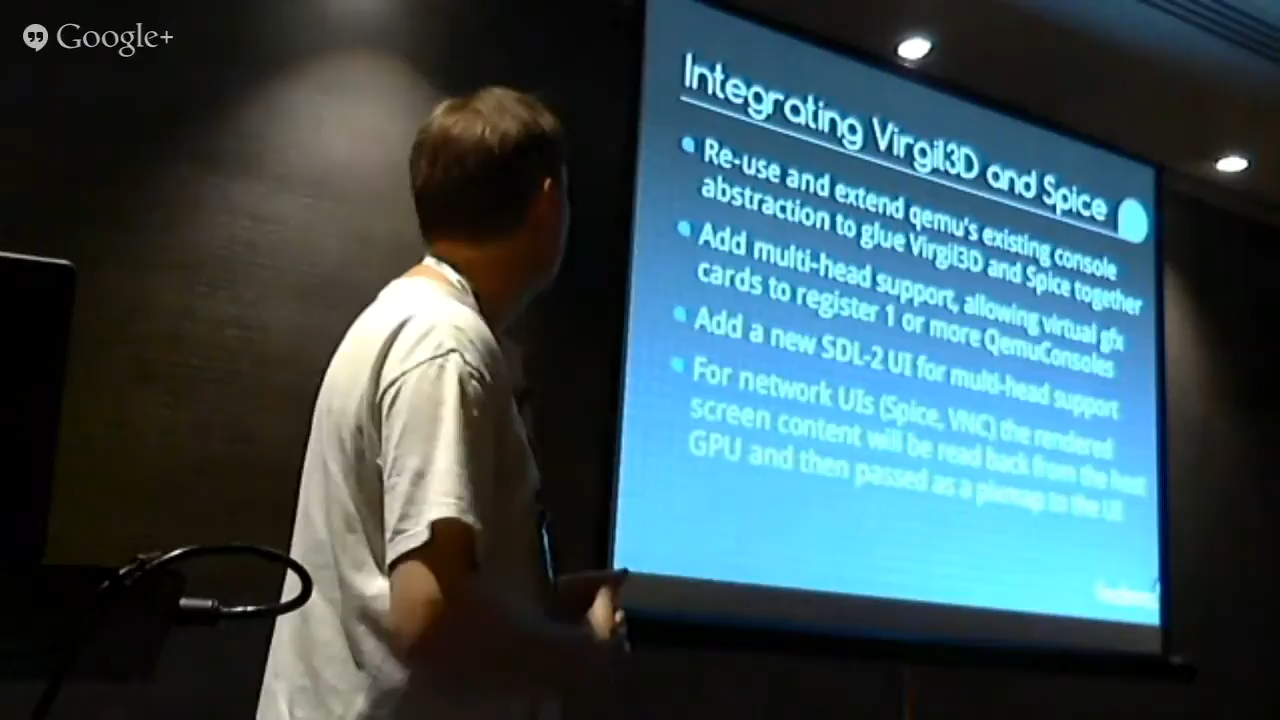 Google+
Integrating Virgil3D and Spice
Re-use and extend qemu's existing console
abstraction to glue Virgil3D and Spice together
Add multi-head support, allowing virtual gfx
cards to register 1 or more QemuConsoles
Add a new SDL-2 UI for multi-head support
For network UIs (Spice, VNC) the rendered
screen content will be read back from the host
GPU and then passed as a pixmap to the UI